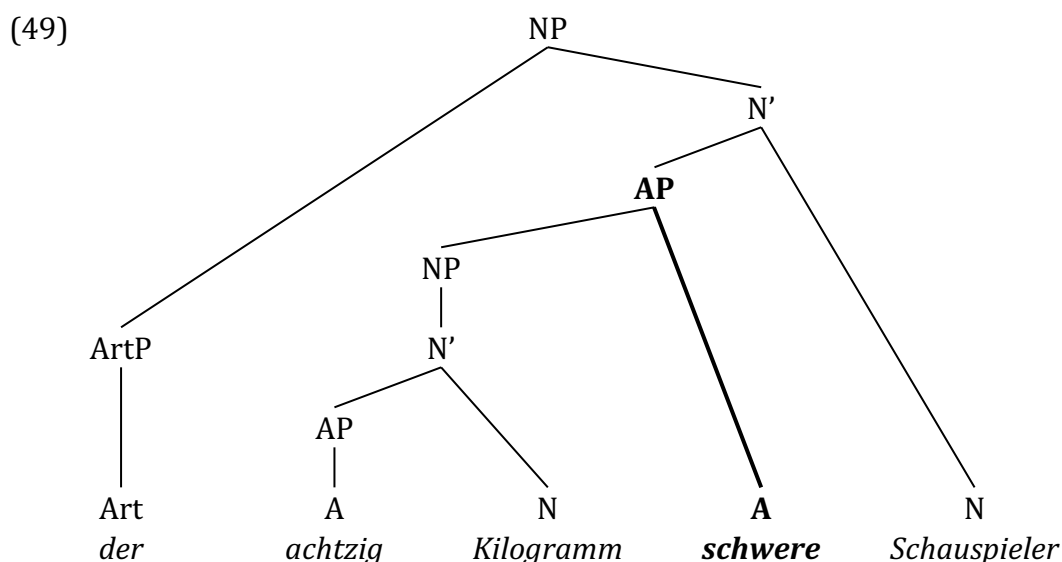 (49)
NP
N’
AP
NP
ArtP
N’
AP
Art A N A N
der achtzig Kilogramm schwere Schauspieler